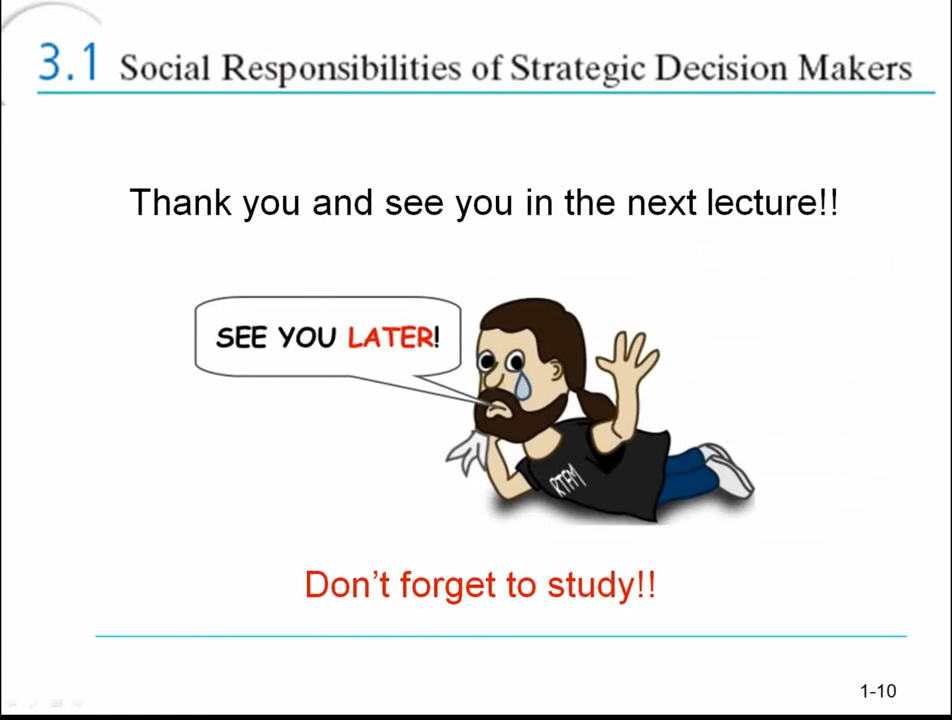 3.1 Social Responsibilities of Strategic Decision Makers
Thank you and see you in the next lecture!!
SEE YOU LATER!
RTFM
Don't forget to study!!
1-10